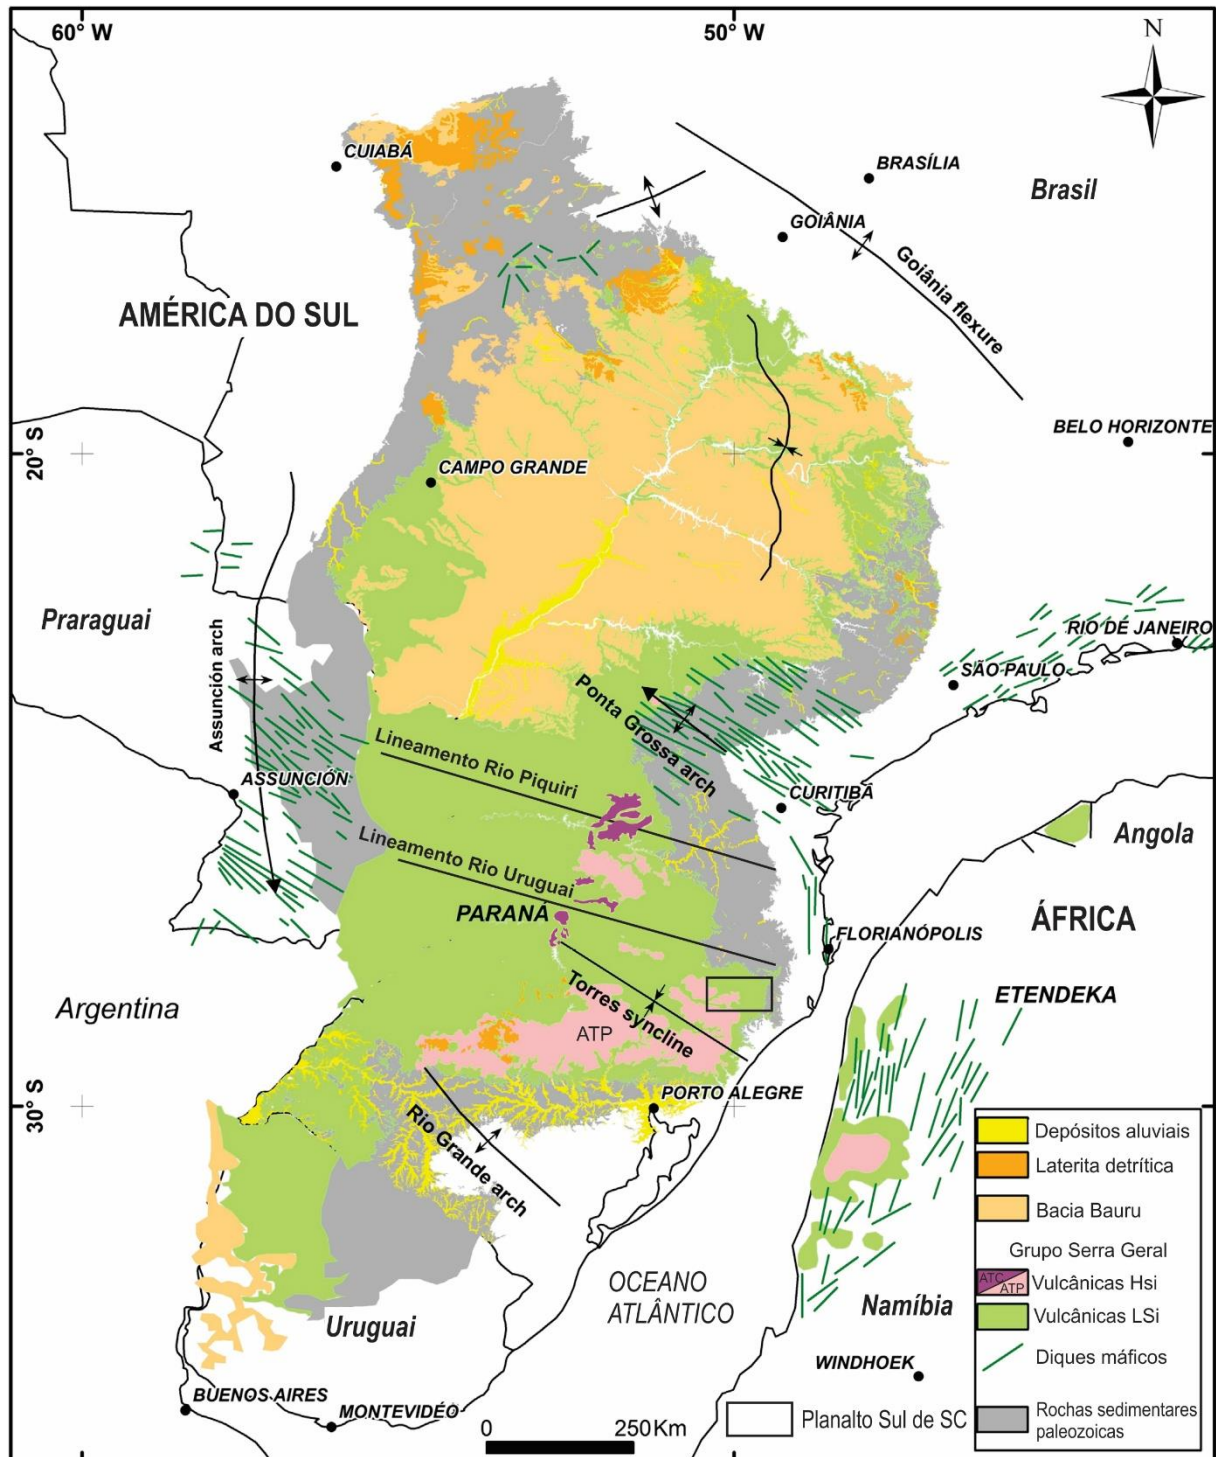 60° W
50° W
N
CUIABÁ
BRASÍLIA
Brasil
GOIÂNIA
Goiânia flexure
AMÉRICA DO SUL
BELO HORIZONTE
20° S
CAMPO GRANDE
Praraguai
RIO DE JANEIRO
SÃO PAULO
Assunción arch
Ponta Grossa arch
Lineamento Rio Piquiri
ASSUNCIÓN
CURITIBA
Angola
Lineamento Rio Uruguai
PARANÁ
ÁFRICA
FLORIANÓPOLIS
ETENDEKA
Argentina
Torres syncline
ATP
30° S
PORTO ALEGRE
Rio Grande arch
Depósitos aluviais
Laterita detrítica
Bacia Bauru
Grupo Serra Geral
ATC
ATP
Vulcânicas Hsi
Vulcânicas LSi
Diques máficos
Rochas sedimentares
paleozoicas
OCEANO
ATLÂNTICO
Namíbia
Uruguai
WINDHOEK
BUENOS AIRES
MONTEVIDÉO
0
250Km
Planalto Sul de SC